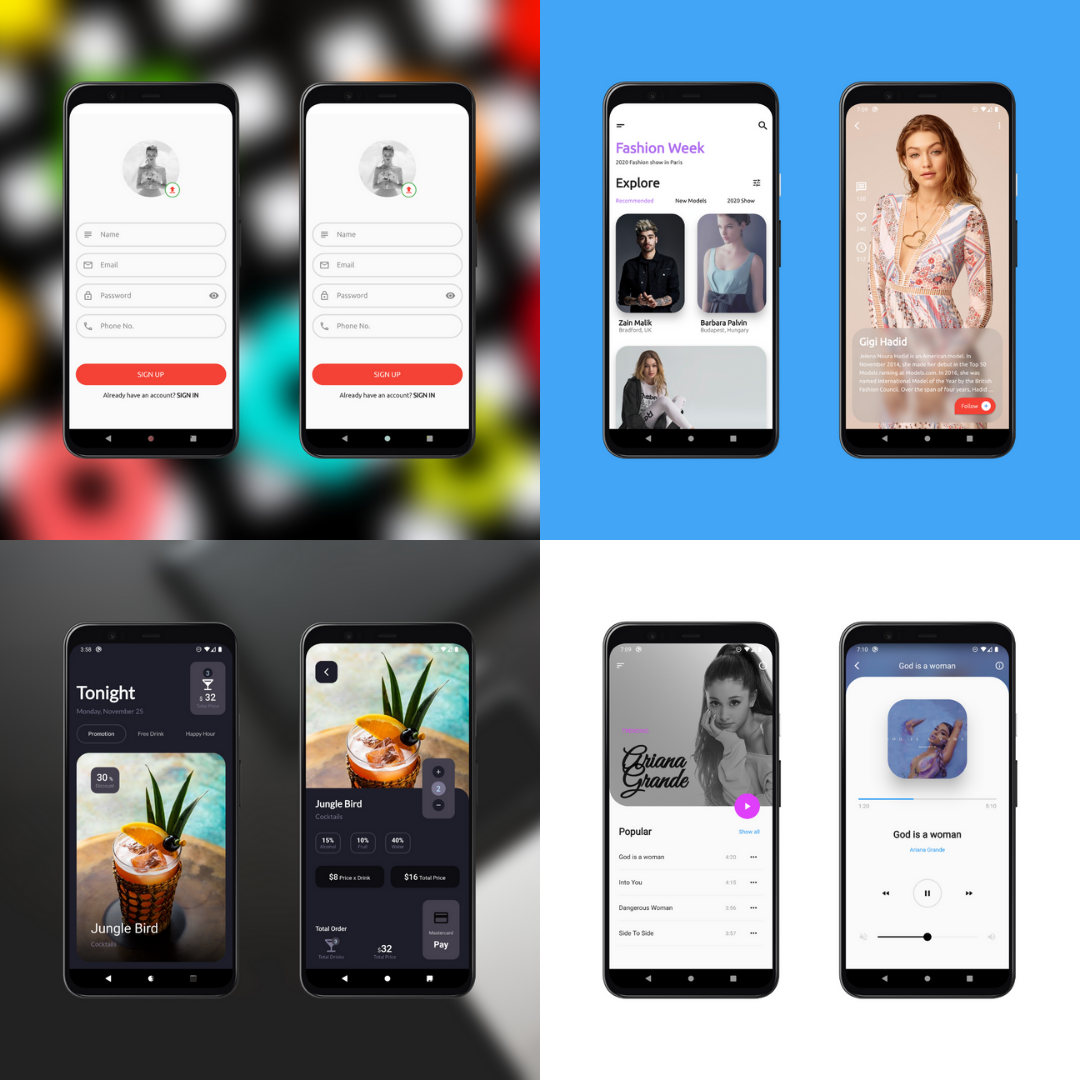 Name
Email
Password
Phone No.
SIGN UP
Already have an account? SIGN IN
Name
Email
Password
Phone No.
SIGN UP
Already have an account? SIGN IN
Fashion Week
2020 Fashion show in Paris
Explore
Recommended New Models 2020 Show
Zain Malik
Bradford, UK
Barbara Palvin
Budapest, Hungary
Gigi Hadid
Jelena Noura Hadid is an American model. In
November 2014, she made her debut in the Top 50
Models ranking at Models.com. In 2016, she was
named International Model of the Year by the British
Fashion Council. Over the span of four years, Hadid ...
Follow
3:58
Tonight
Monday, November 25
3
$ 32
Total Price
Promotion Free Drink Happy Hour
30 %
Discount
Jungle Bird
Cocktails
2
Jungle Bird
Cocktails
15%
Alcohol
10%
Fruit
40%
Water
$8 Price x Drink
$16 Total Price
Total Order
Total Drinks
$32
Total Price
Mastercard
Pay
7:09
Ariana
Grande
Popular Show all
God is a woman 4:20
Into You 4:15
Dangerous Woman 3:56
Side To Side 3:57
7:10
God is a woman
1:20 5:10
God is a woman
Ariana Grande